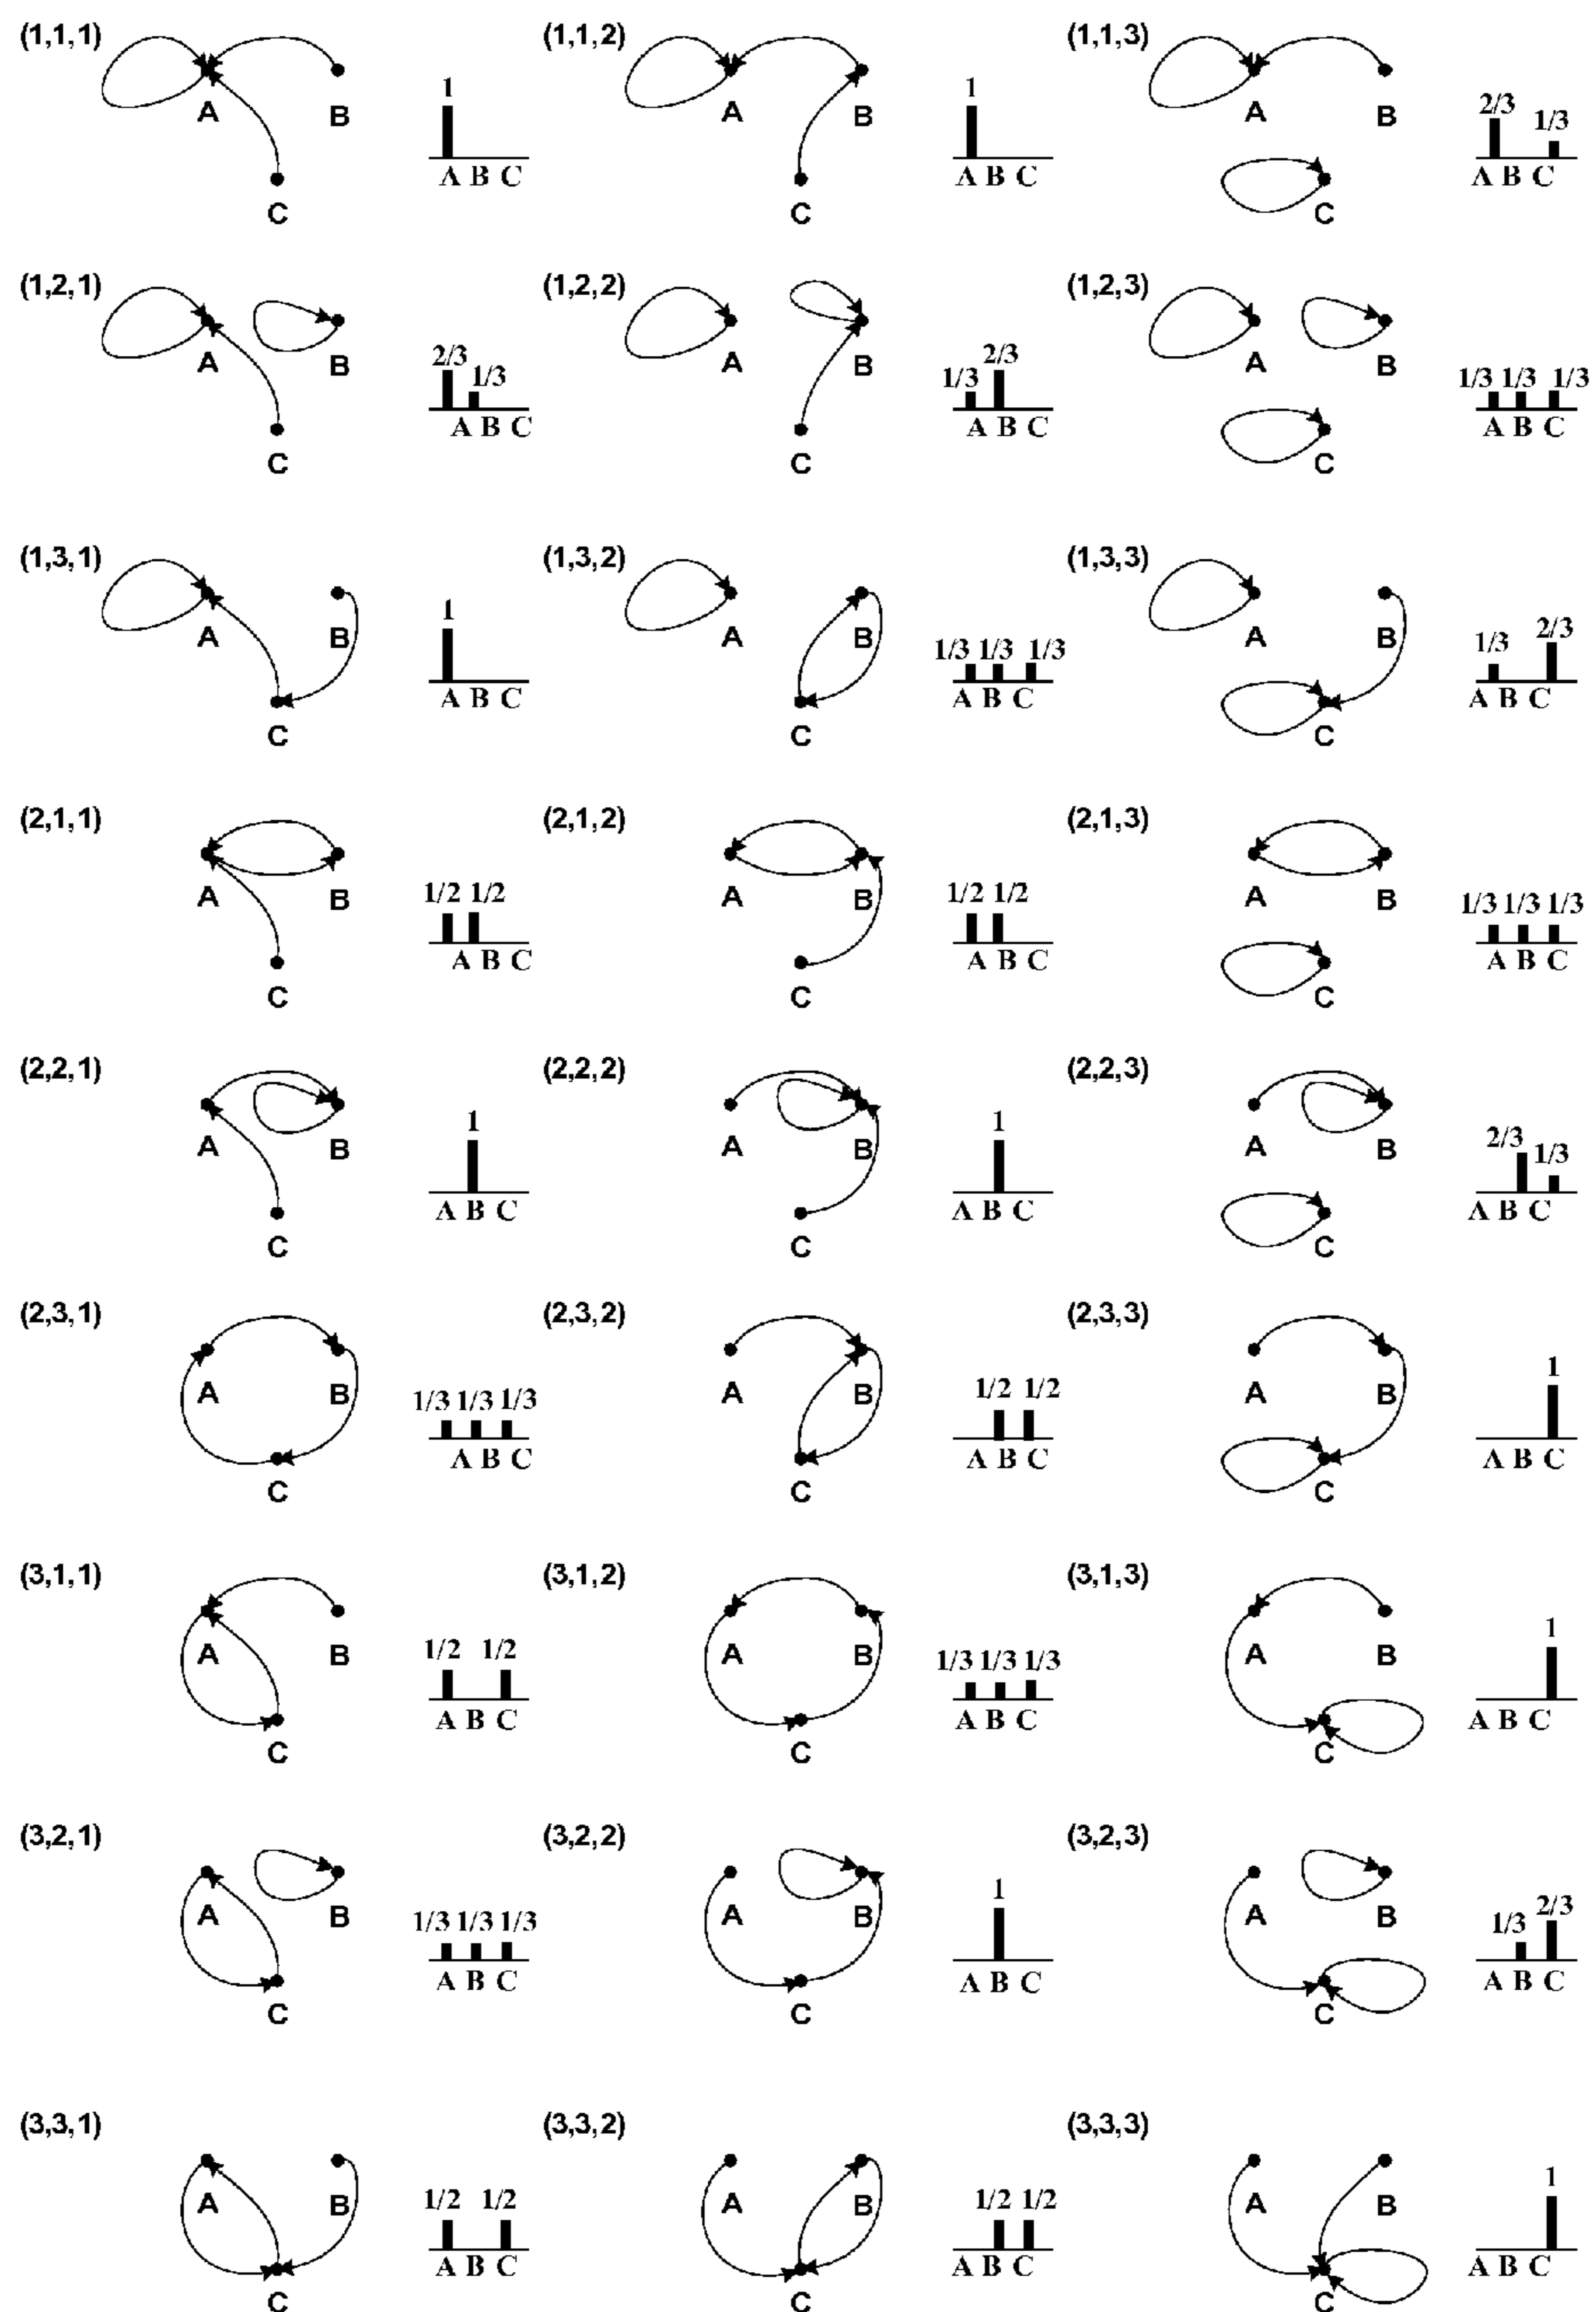 (1,1,1) (1,1,2) (1,1,3)
1 1 2/3 1/3
A B A B A B
A B C A B C A B C
C C C
(1,2,1) (1,2,2) (1,2,3)
A B A B A B
2/3 1/3 1/3 2/3 1/3 1/3 1/3
A B C A B C A B C
C C C
(1,3,1) (1,3,2) (1,3,3)
A B A B A B
1 1/3 1/3 1/3 1/3 2/3
A B C A B C A B C
C C C
(2,1,1) (2,1,2) (2,1,3)
A B A B A B
1/2 1/2 1/2 1/2 1/3 1/3 1/3
A B C A B C A B C
C C C
(2,2,1) (2,2,2) (2,2,3)
A B A B A B
1 1 2/3 1/3
A B C A B C A B C
C C C
(2,3,1) (2,3,2) (2,3,3)
A B A B A B
1/3 1/3 1/3 1/2 1/2 1
A B C A B C A B C
C C C
(3,1,1) (3,1,2) (3,1,3)
A B A B A B
1/2 1/2 1/3 1/3 1/3 1
A B C A B C A B C
C C C
(3,2,1) (3,2,2) (3,2,3)
A B A B A B
1/3 1/3 1/3 1 1/3 2/3
A B C A B C A B C
C C C
(3,3,1) (3,3,2) (3,3,3)
A B A B A B
1/2 1/2 1/2 1/2 1
A B C A B C A B C
C C C